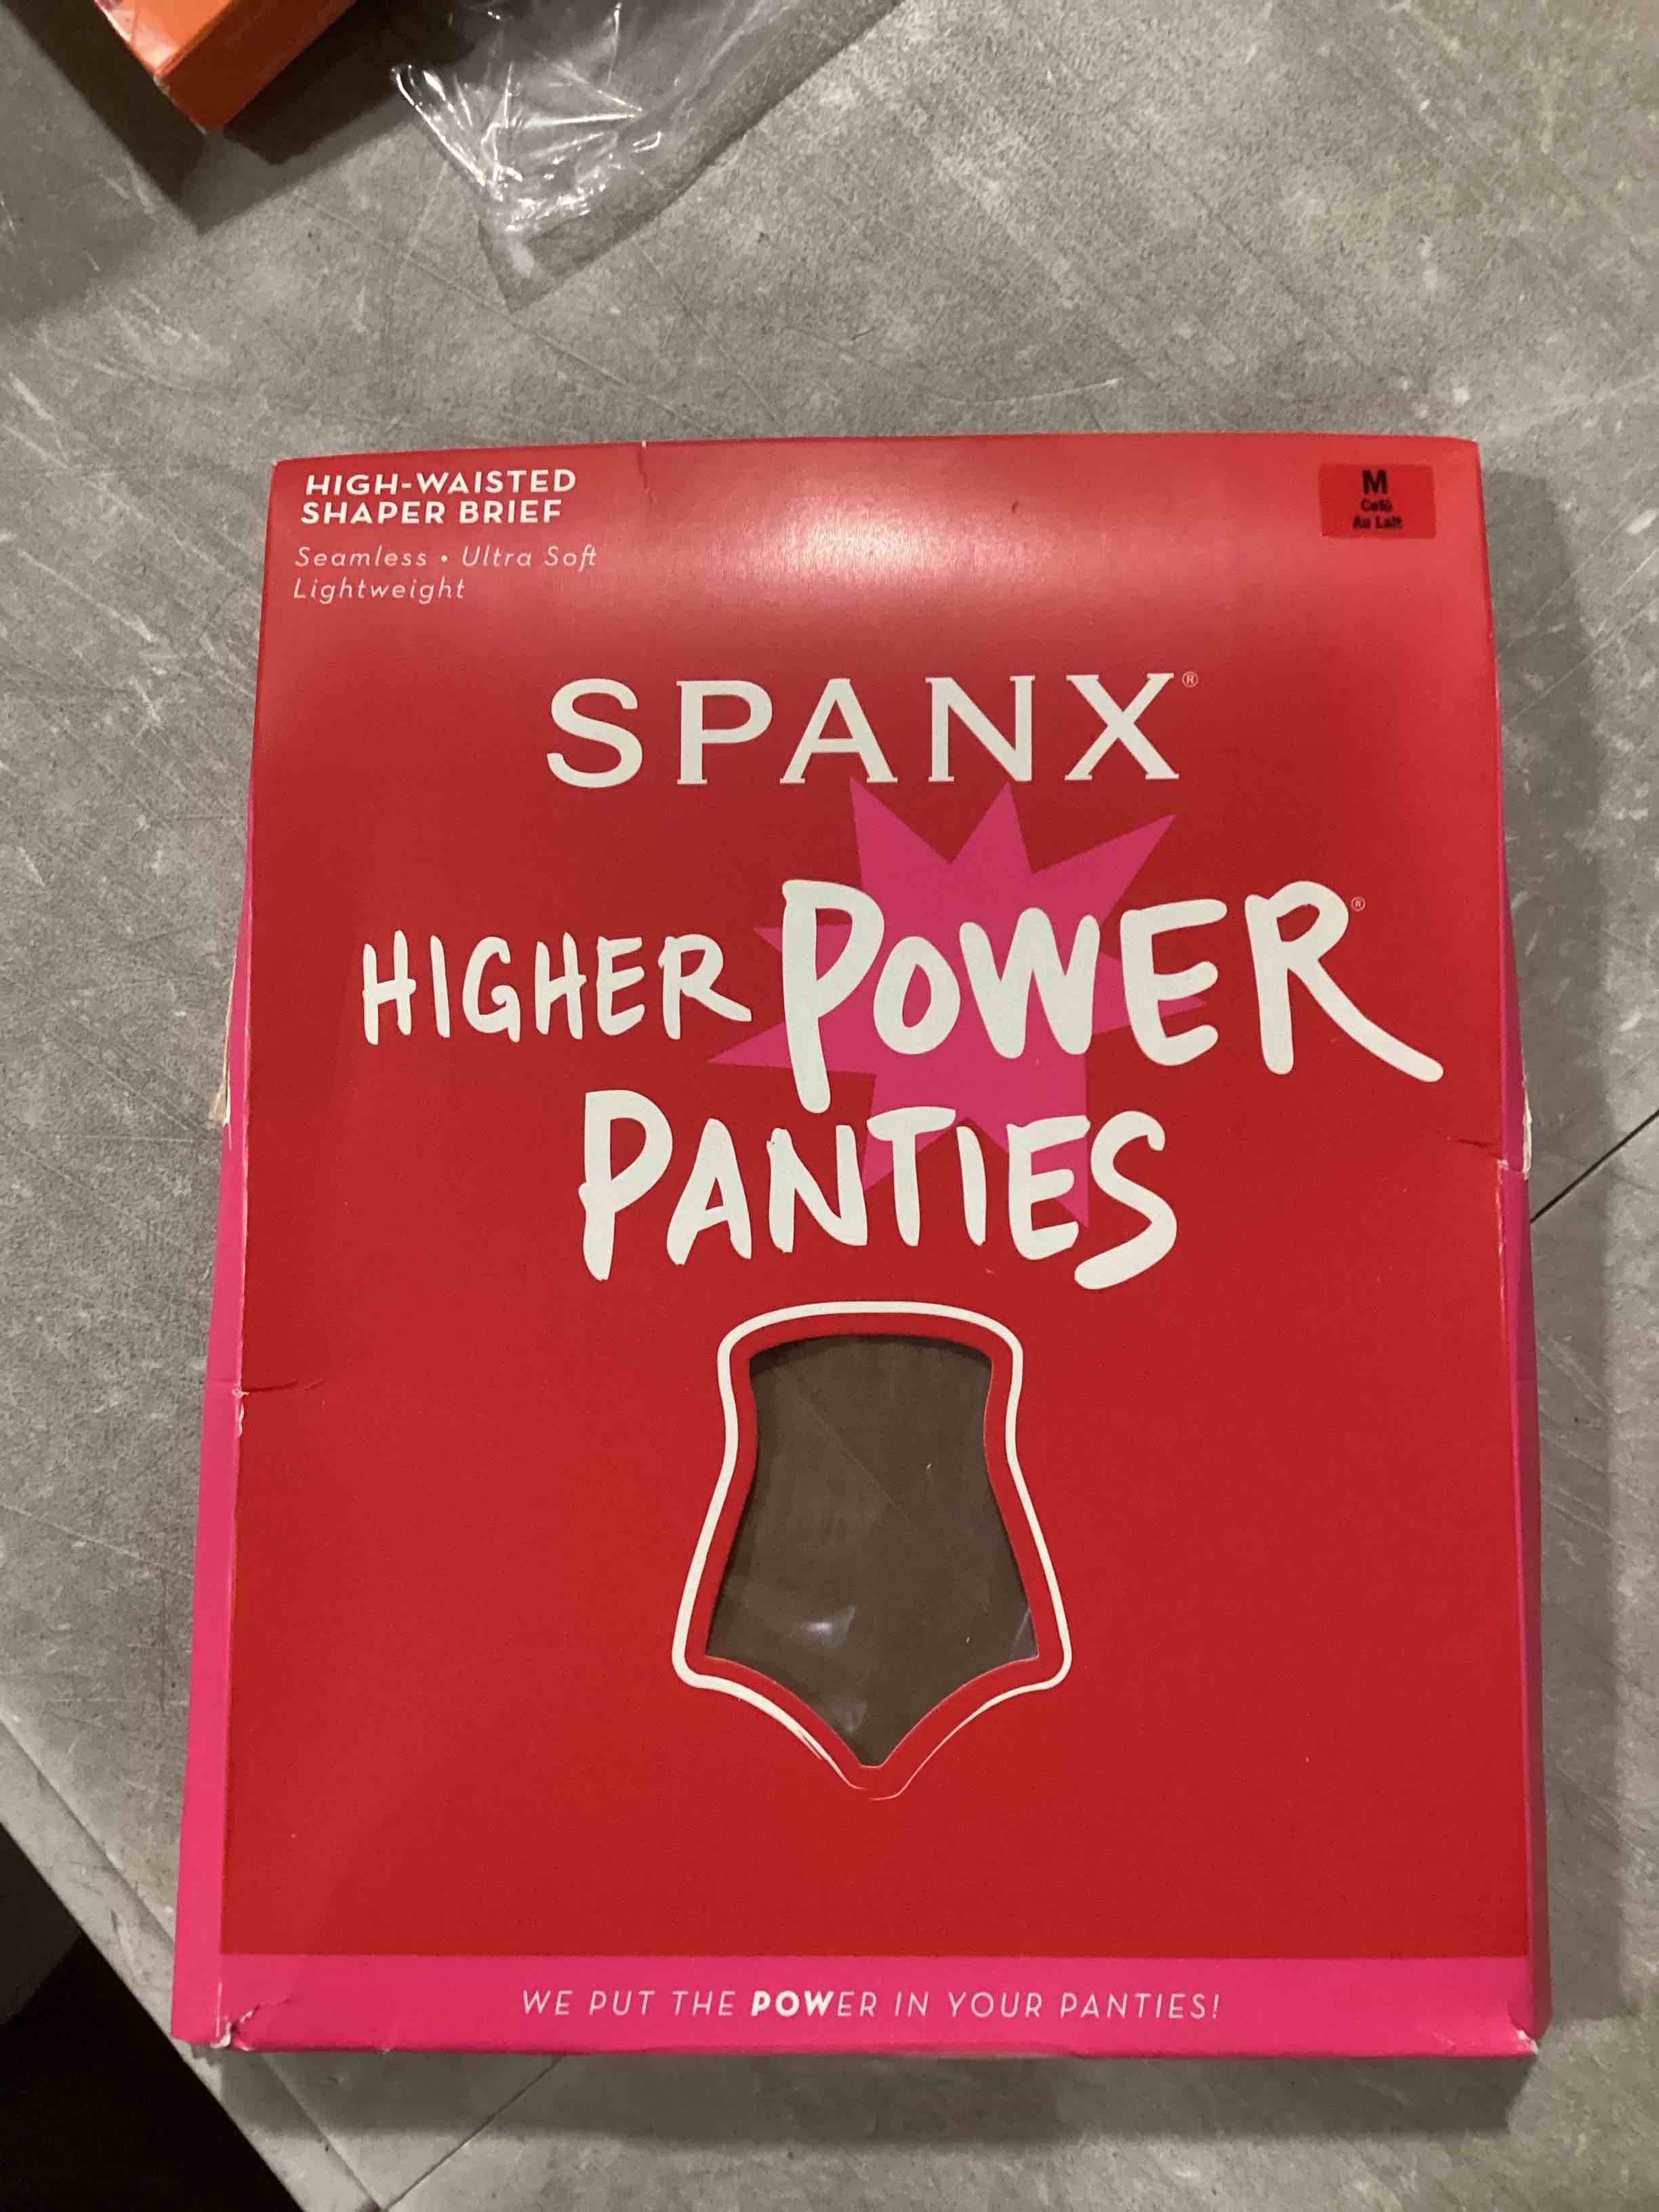 HIGH-WAISTED
SHAPER BRIEF
Seamless • Ultra Soft
Lightweight
M
Café
Au Lait
SPANX®
HIGHER POWER®
PANTIES
WE PUT THE POWER IN YOUR PANTIES!